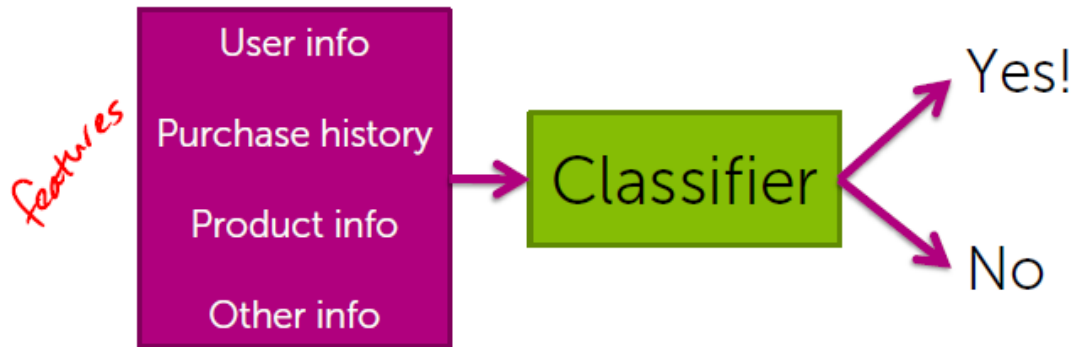 features
User info
Purchase history
Product info
Other info
Classifier
Yes!
No